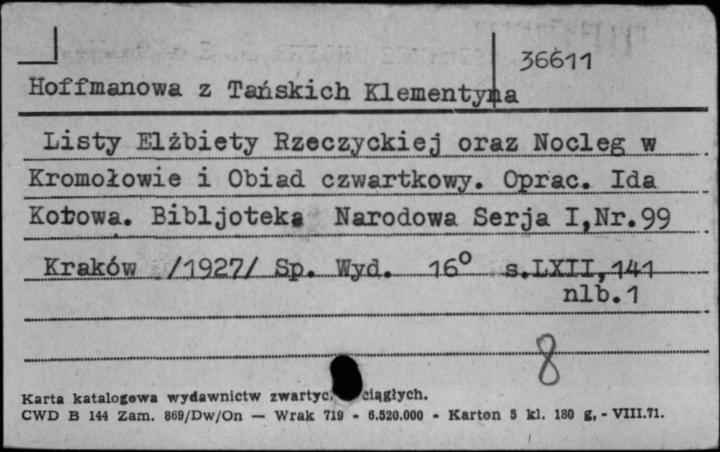 36611
Hoffmanowa z Tańskich Klementyna
Listy Elżbiety Rzeczyckiej oraz Nocleg w
Kromołowie i Obiad czwartkowy. Oprac. Ida
Kotowa. Bibljoteka Narodowa Serja I,Nr.99
Kraków /1927/ Sp. Wyd. 16° s.LXII,141
nlb.1
8
Karta katalogowa wydawnictw ciągłych.
CWD B 144 Zam. 869/Dw/On — Wrak 719 - 6.520.000 - Karton 5 kl. 180 g, - VIII.71.